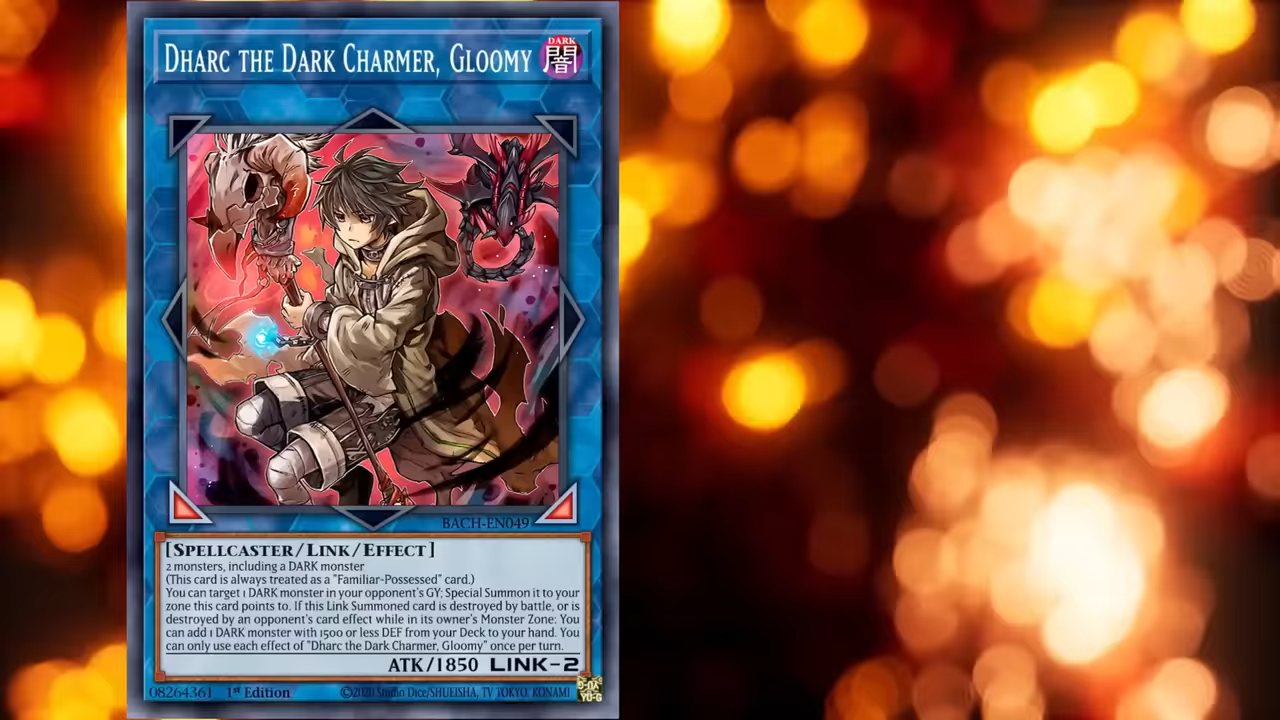 Dharc the Dark Charmer, Gloomy
DARK
闇
BACH-EN049
[Spellcaster/Link/Effect]
2 monsters, including a DARK monster
(This card is always treated as a "Familiar-Possessed" card.)
You can target 1 DARK monster in your opponent's GY; Special Summon it to your
zone this card points to. If this Link Summoned card is destroyed by battle, or is
destroyed by an opponent's card effect while in its owner's Monster Zone: You
can add 1 DARK monster with 1500 or less DEF from your Deck to your hand. You
can only use each effect of "Dharc the Dark Charmer, Gloomy" once per turn.
ATK/1850 LINK-2
08264361 1st Edition ©2020 Studio Dice/SHUEISHA, TV TOKYO, KONAMI